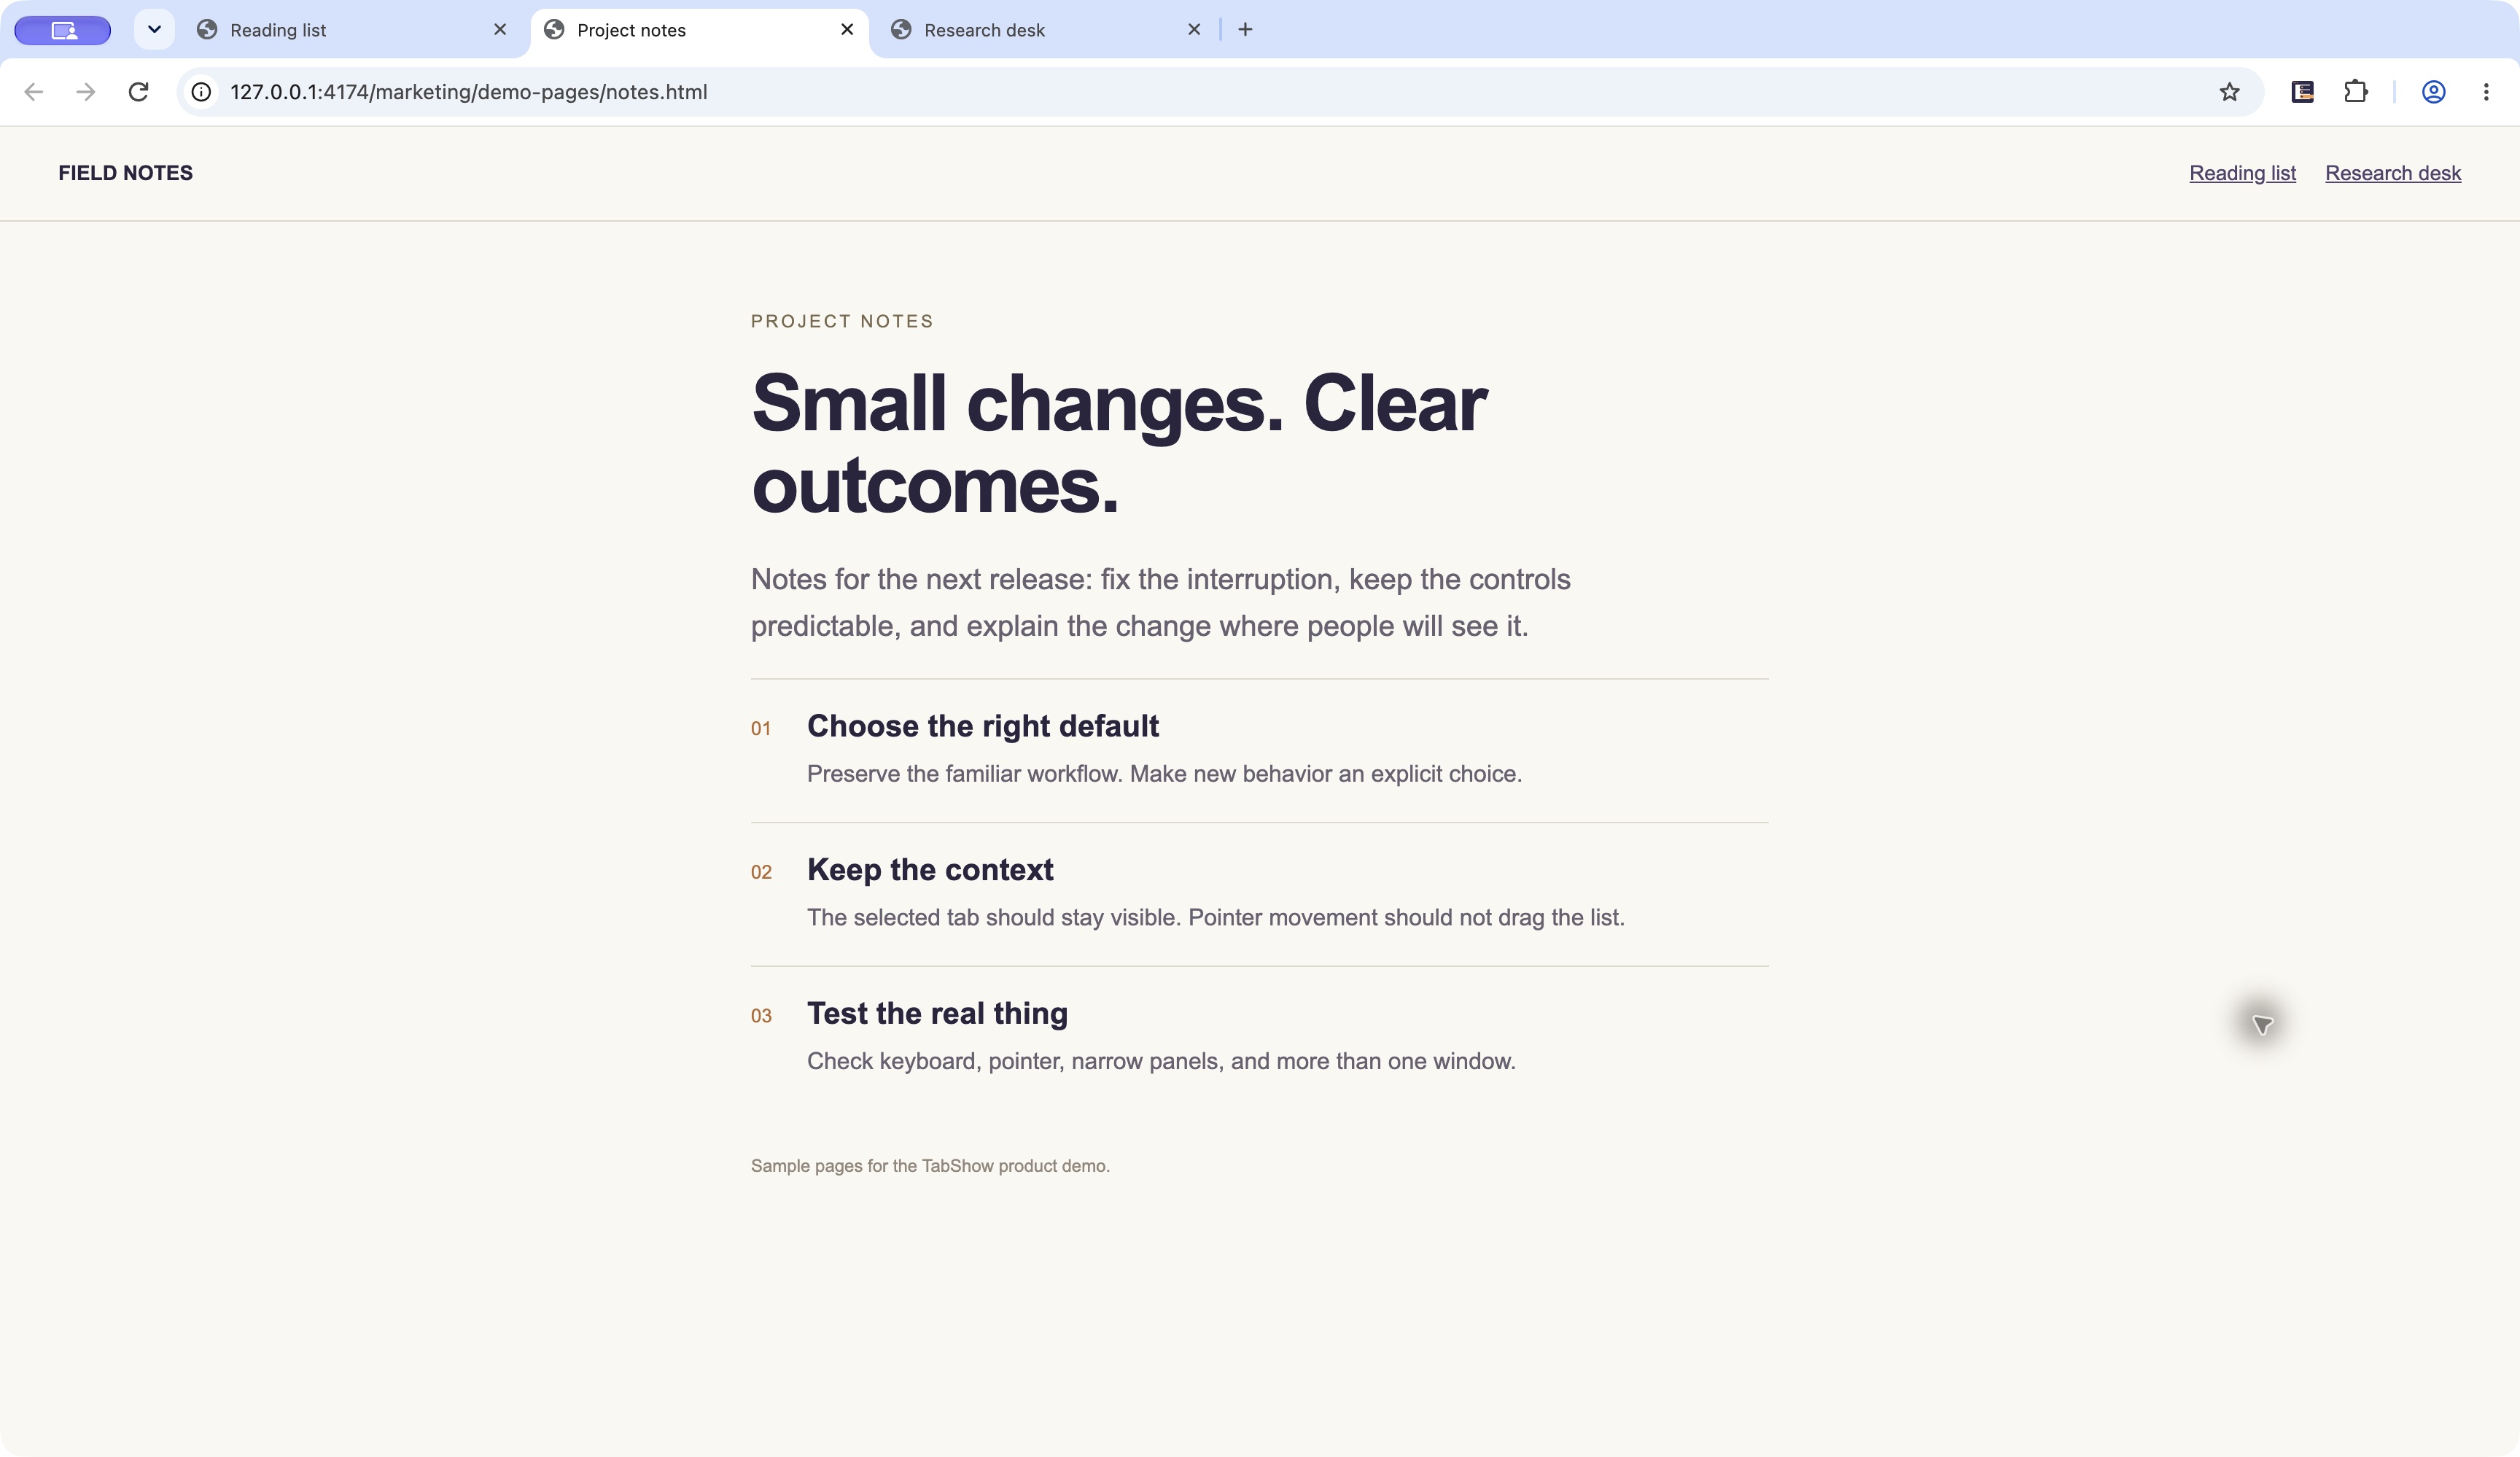 Reading list
Project notes
Research desk
127.0.0.1:4174/marketing/demo-pages/notes.html
FIELD NOTES
Reading list
Research desk
PROJECT NOTES
Small changes. Clear
outcomes.
Notes for the next release: fix the interruption, keep the controls
predictable, and explain the change where people will see it.
01
Choose the right default
Preserve the familiar workflow. Make new behavior an explicit choice.
02
Keep the context
The selected tab should stay visible. Pointer movement should not drag the list.
03
Test the real thing
Check keyboard, pointer, narrow panels, and more than one window.
Sample pages for the TabShow product demo.